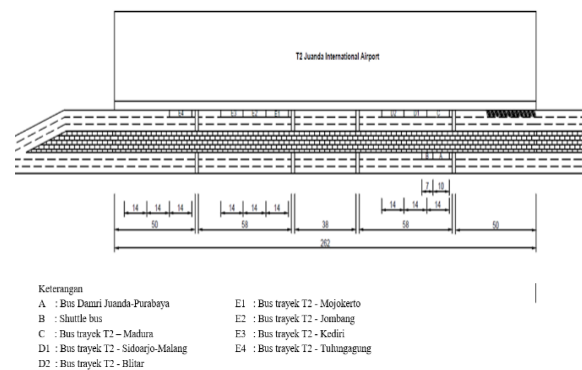 T2 Juanda International Airport
E4 E3 E2 E1 D2 D1 C
B A
7 10
14 14 14 14 14 14 14 14 14
50 58 38 58 50
262
Keterangan
A : Bus Damri Juanda-Purabaya
B : Shuttle bus
C : Bus trayek T2 – Madura
D1 : Bus trayek T2 - Sidoarjo-Malang
D2 : Bus trayek T2 - Blitar
E1 : Bus trayek T2 - Mojokerto
E2 : Bus trayek T2 - Jombang
E3 : Bus trayek T2 - Kediri
E4 : Bus trayek T2 - Tulungagung